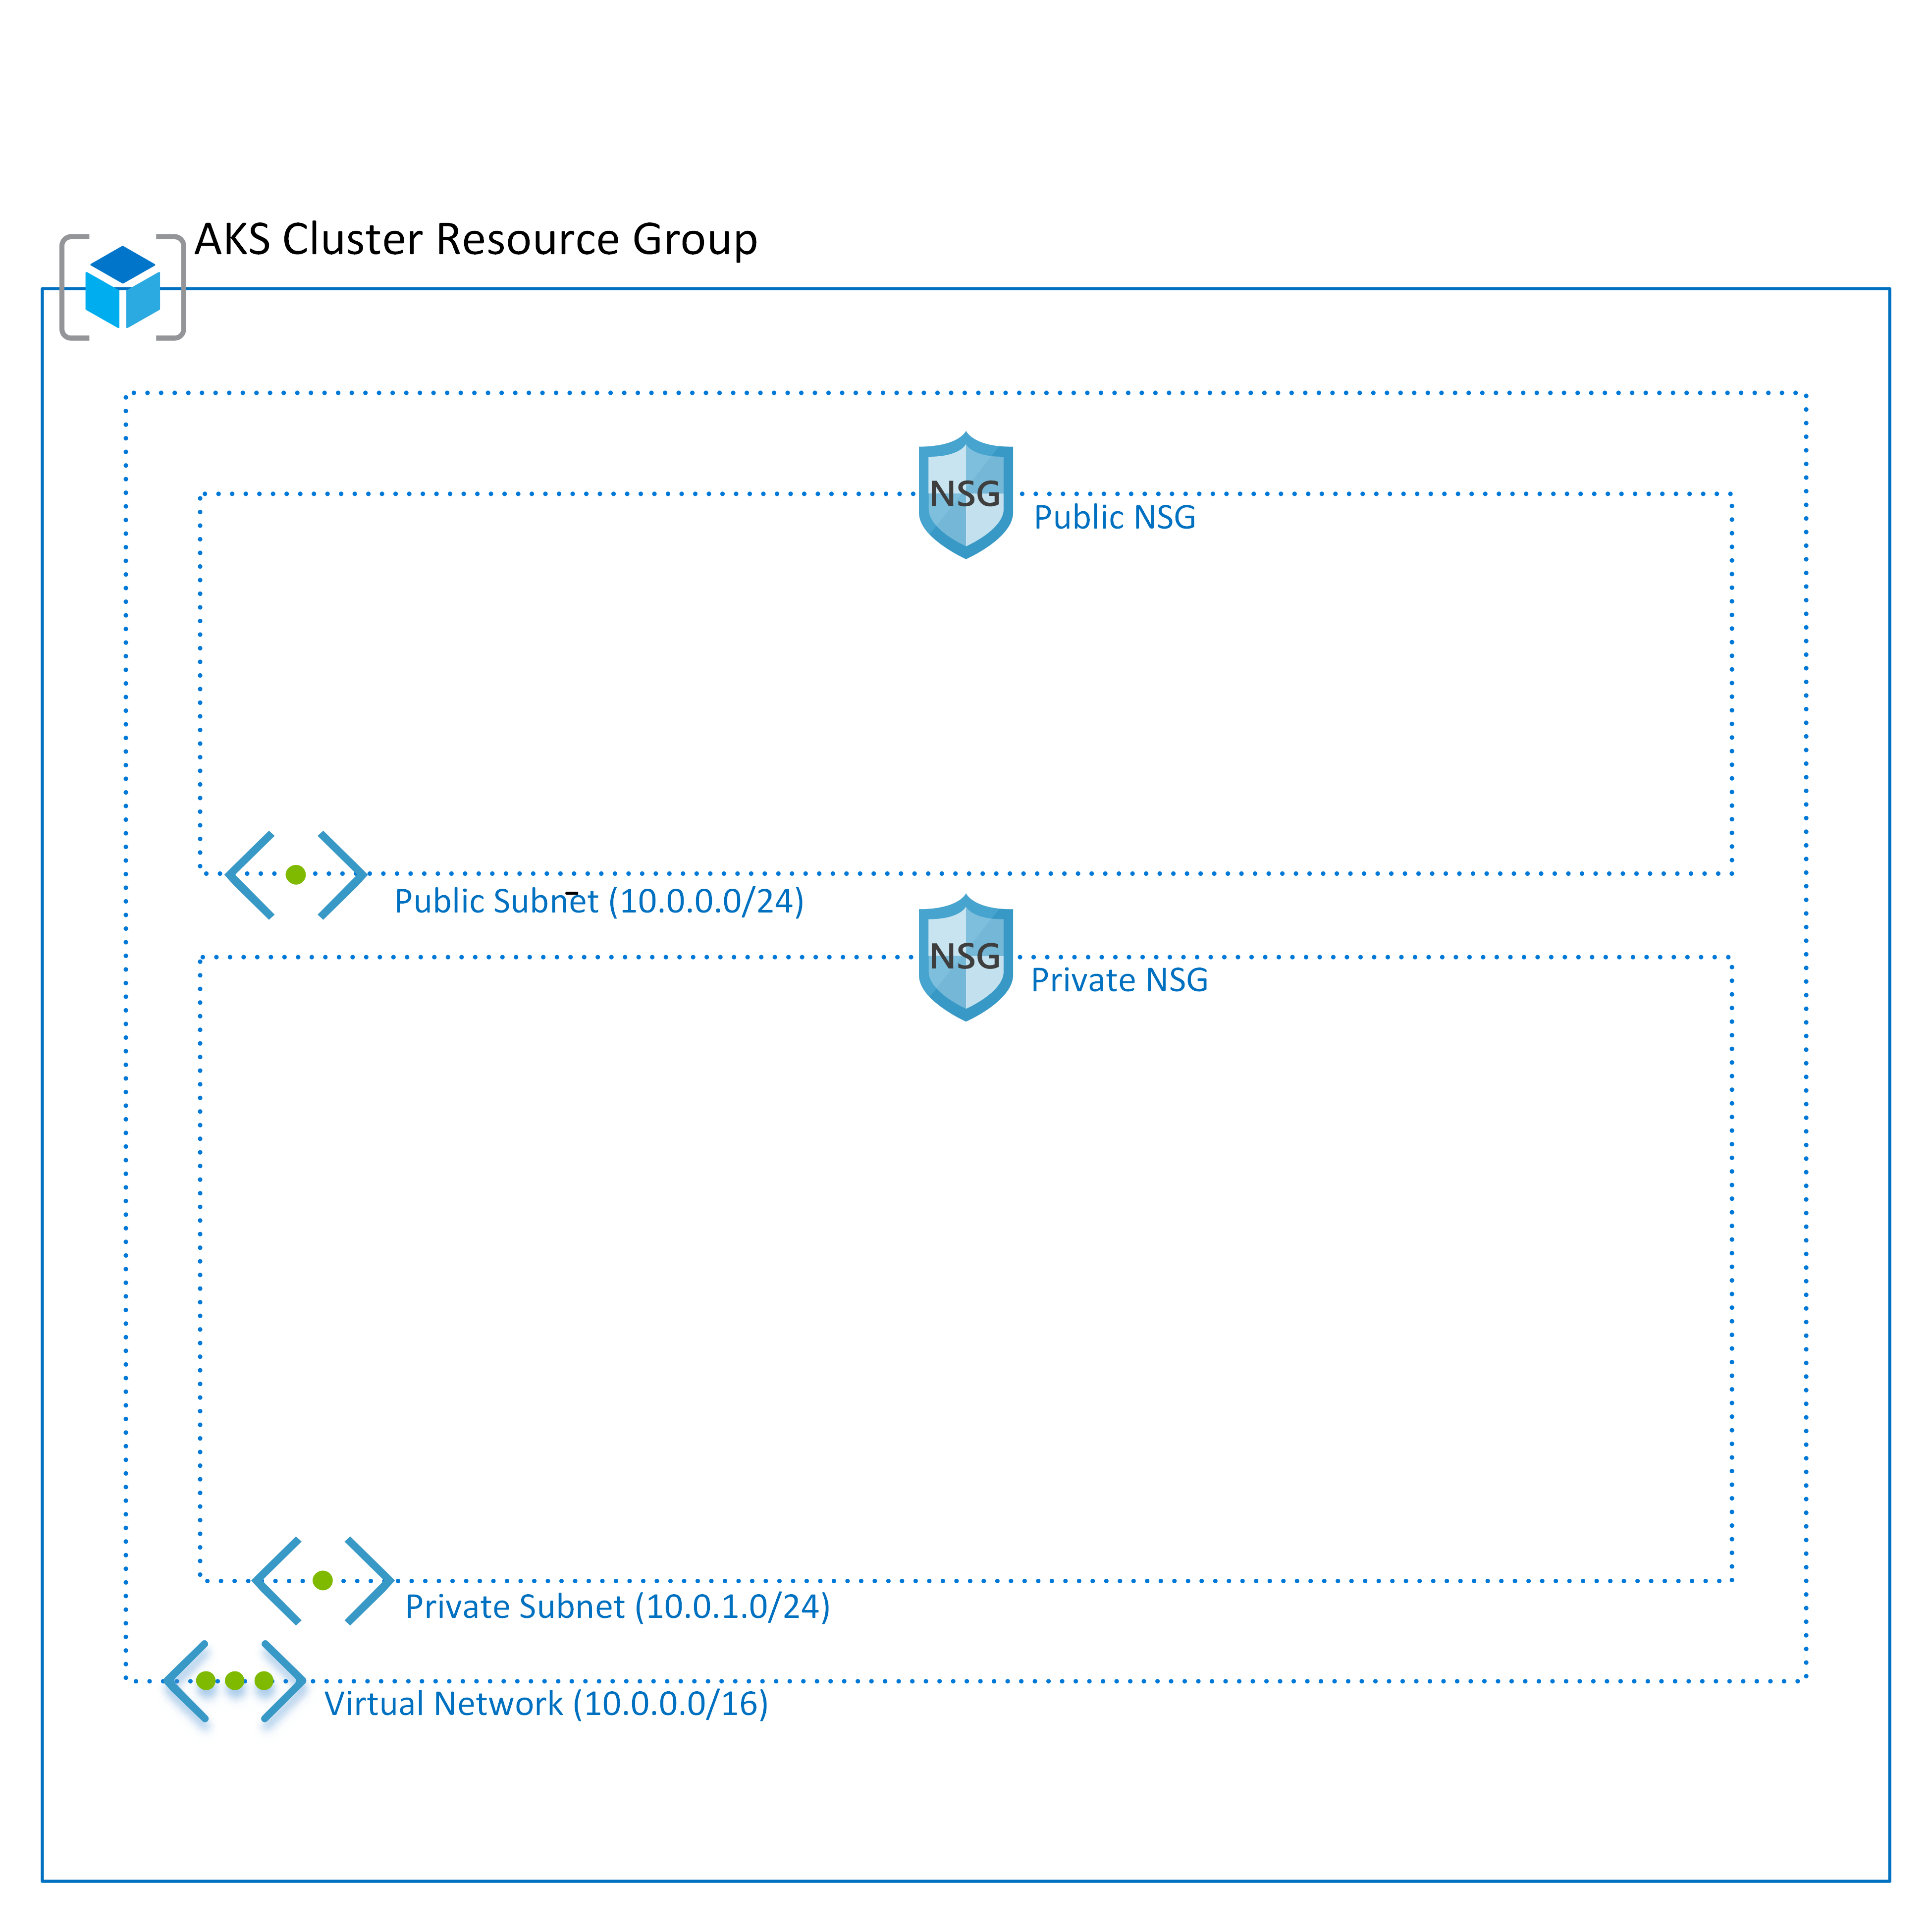 AKS Cluster Resource Group
NSG
Public NSG
Public Subnet (10.0.0.0/24)
NSG
Private NSG
Private Subnet (10.0.1.0/24)
Virtual Network (10.0.0.0/16)